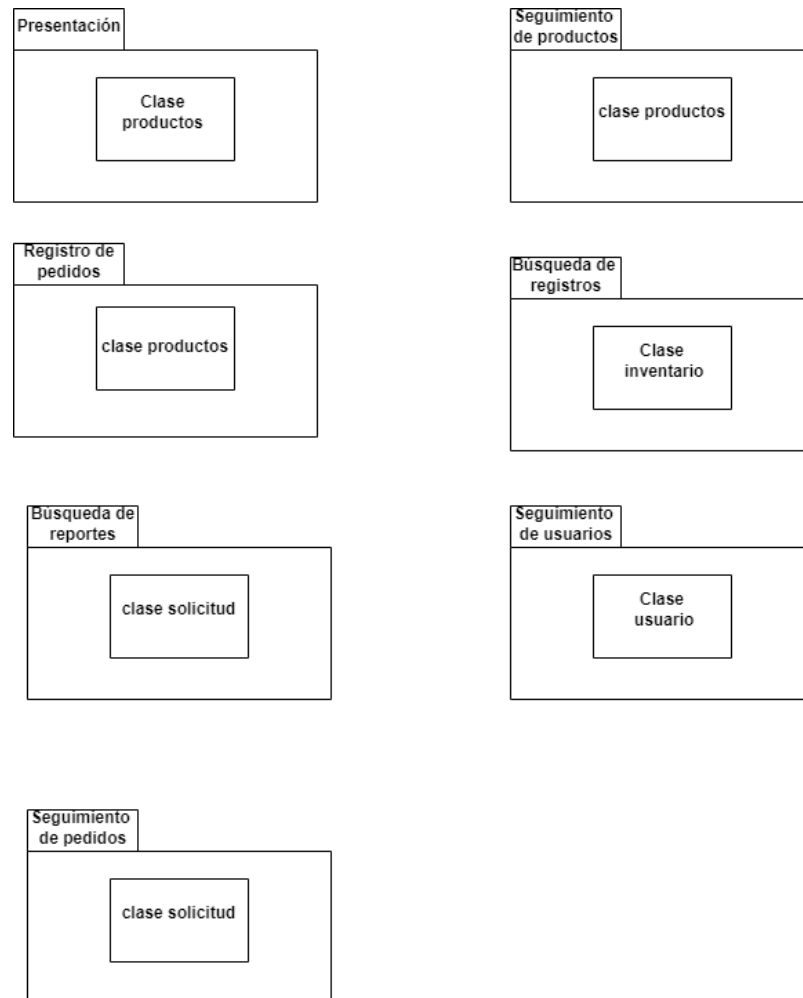 Presentación
Clase
productos
Seguimiento
de productos
clase productos
Registro de
pedidos
clase productos
Búsqueda de
registros
Clase
inventario
Búsqueda de
reportes
clase solicitud
Seguimiento
de usuarios
Clase
usuario
Seguimiento
de pedidos
clase solicitud